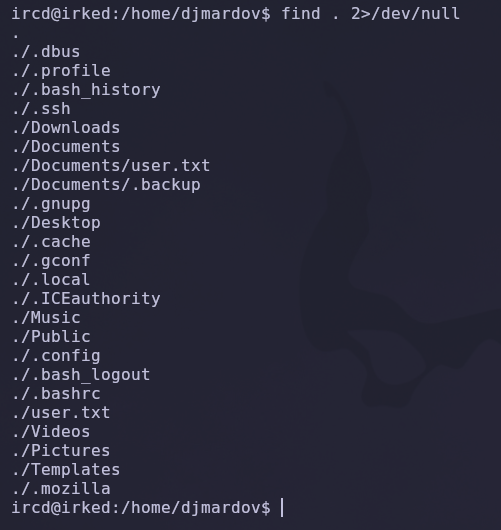 ircd@irked:/home/djmardov$ find . 2>/dev/null
.
./.dbus
./.profile
./.bash_history
./.ssh
./Downloads
./Documents
./Documents/user.txt
./Documents/.backup
./.gnupg
./Desktop
./.cache
./.gconf
./.local
./.ICEauthority
./Music
./Public
./.config
./.bash_logout
./.bashrc
./user.txt
./Videos
./Pictures
./Templates
./.mozilla
ircd@irked:/home/djmardov$